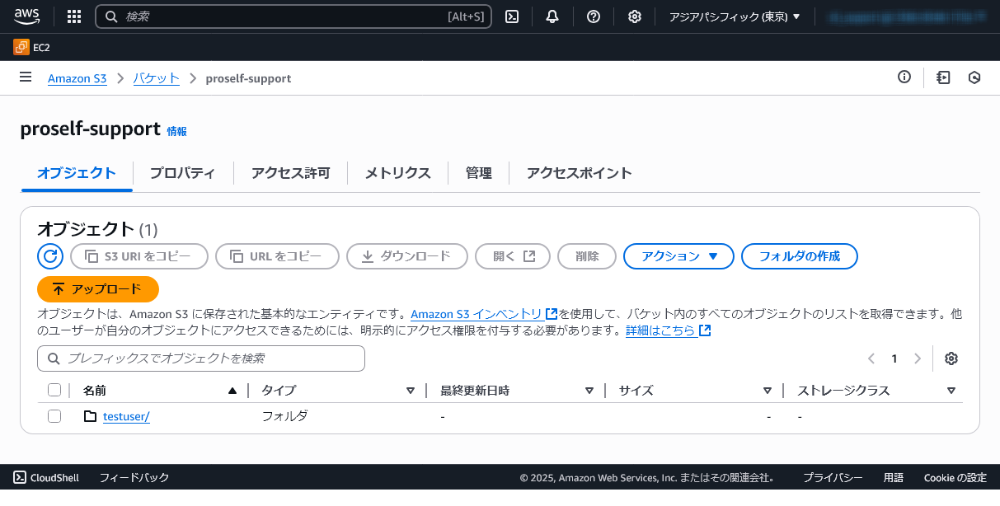 aws 検索 [Alt+S] アジアパシフィック (東京)
EC2
Amazon S3 バケット proself-support
proself-support 情報
オブジェクト プロパティ アクセス許可 メトリクス 管理 アクセスポイント
オブジェクト (1)
S3 URI をコピー URL をコピー ダウンロード 開く 削除 アクション フォルダの作成
アップロード
オブジェクトは、Amazon S3 に保存された基本的なエンティティです。Amazon S3 インベントリ を使用して、バケット内のすべてのオブジェクトのリストを取得できます。他
のユーザーが自分のオブジェクトにアクセスできるためには、明示的にアクセス権限を付与する必要があります。詳細はこちら
プレフィックスでオブジェクトを検索 1
名前 タイプ 最終更新日時 サイズ ストレージクラス
testuser/ フォルダ - - -
CloudShell フィードバック © 2025, Amazon Web Services, Inc. またはその関連会社。 プライバシー 用語 Cookie の設定